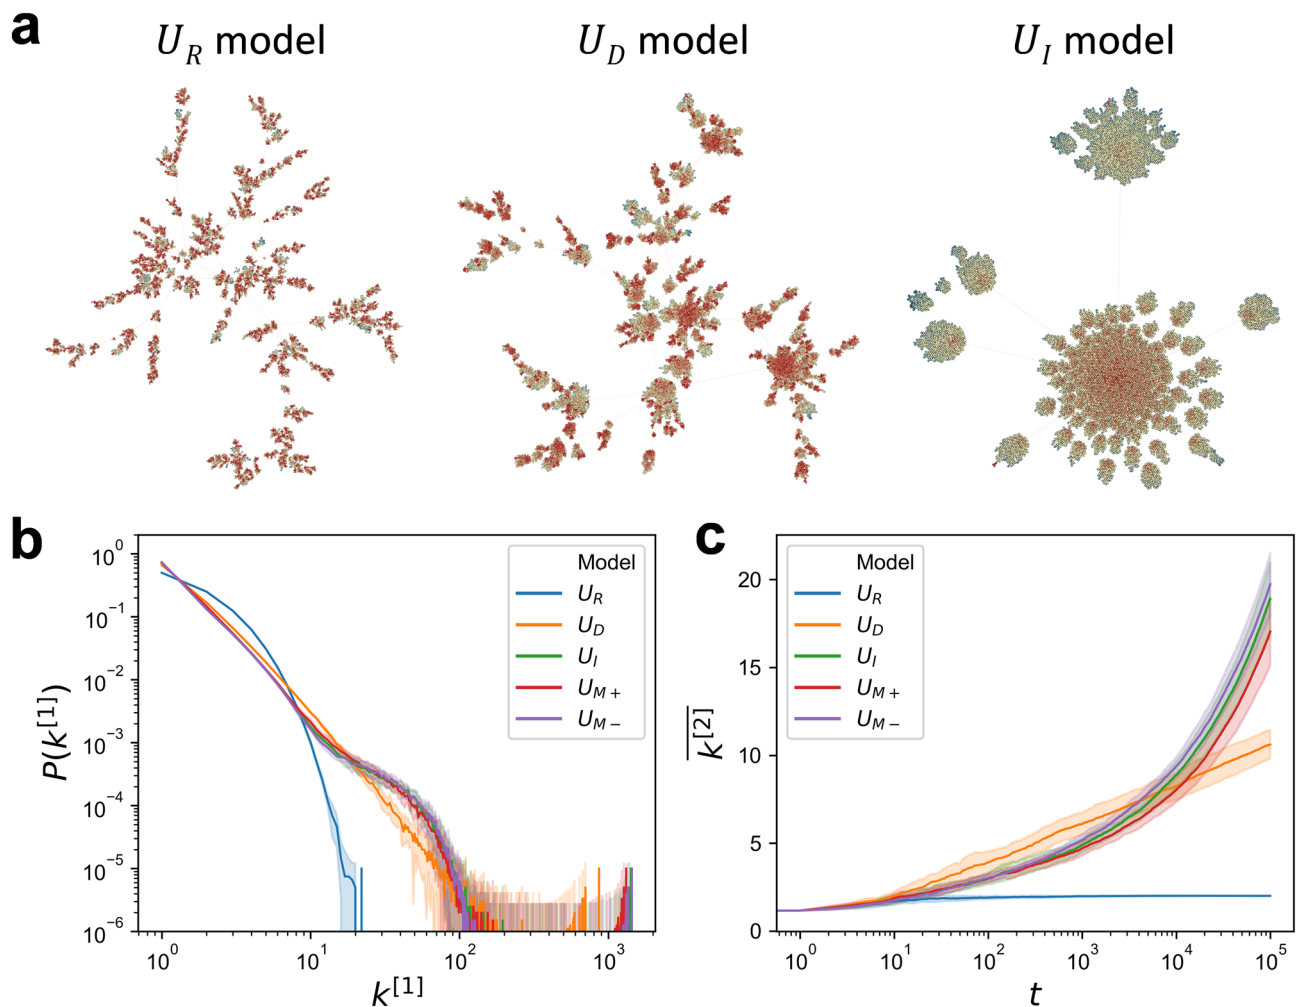 a
U_R model
U_D model
U_I model
b
10^0
10^-1
10^-2
10^-3
10^-4
10^-5
10^-6
P(k^[1])
10^0 10^1 10^2 10^3
k^[1]
Model
U_R
U_D
U_I
U_M+
U_M−
c
20
15
10
5
0
k^[2]
10^0 10^1 10^2 10^3 10^4 10^5
t
Model
U_R
U_D
U_I
U_M+
U_M−